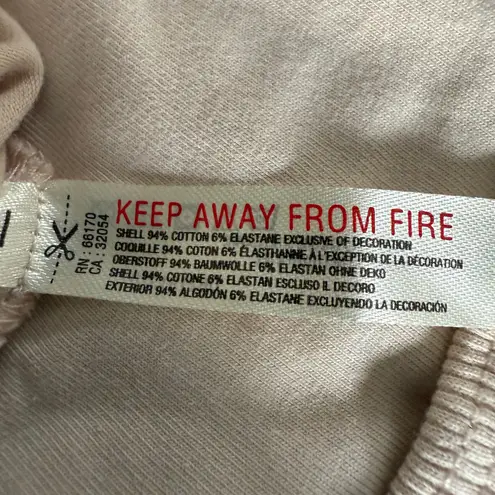 RN : 66170
CA : 32054
KEEP AWAY FROM FIRE
SHELL 94% COTTON 6% ELASTANE EXCLUSIVE OF DECORATION
COQUILLE 94% COTON 6% ÉLASTHANNE À L'EXCEPTION DE LA DÉCORATION
OBERSTOFF 94% BAUMWOLLE 6% ELASTAN OHNE DEKO
SHELL 94% COTONE 6% ELASTAN ESCLUSO IL DECORO
EXTERIOR 94% ALGODÓN 6% ELASTANE EXCLUYENDO LA DECORACIÓN